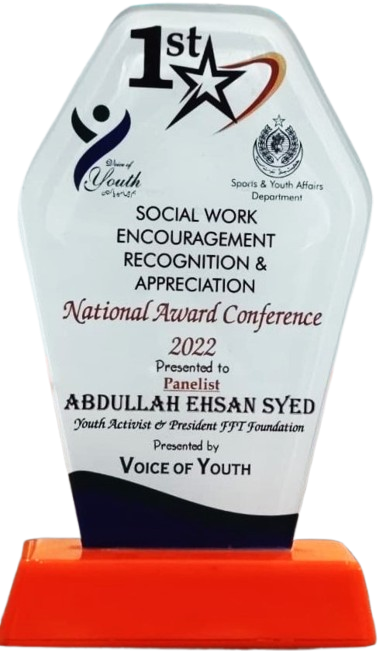 1st
Voice of
Youth
Sports & Youth Affairs
Department
SOCIAL WORK
ENCOURAGEMENT
RECOGNITION &
APPRECIATION
National Award Conference
2022
Presented to
Panelist
ABDULLAH EHSAN SYED
Youth Activist & President FFT Foundation
Presented by
VOICE OF YOUTH